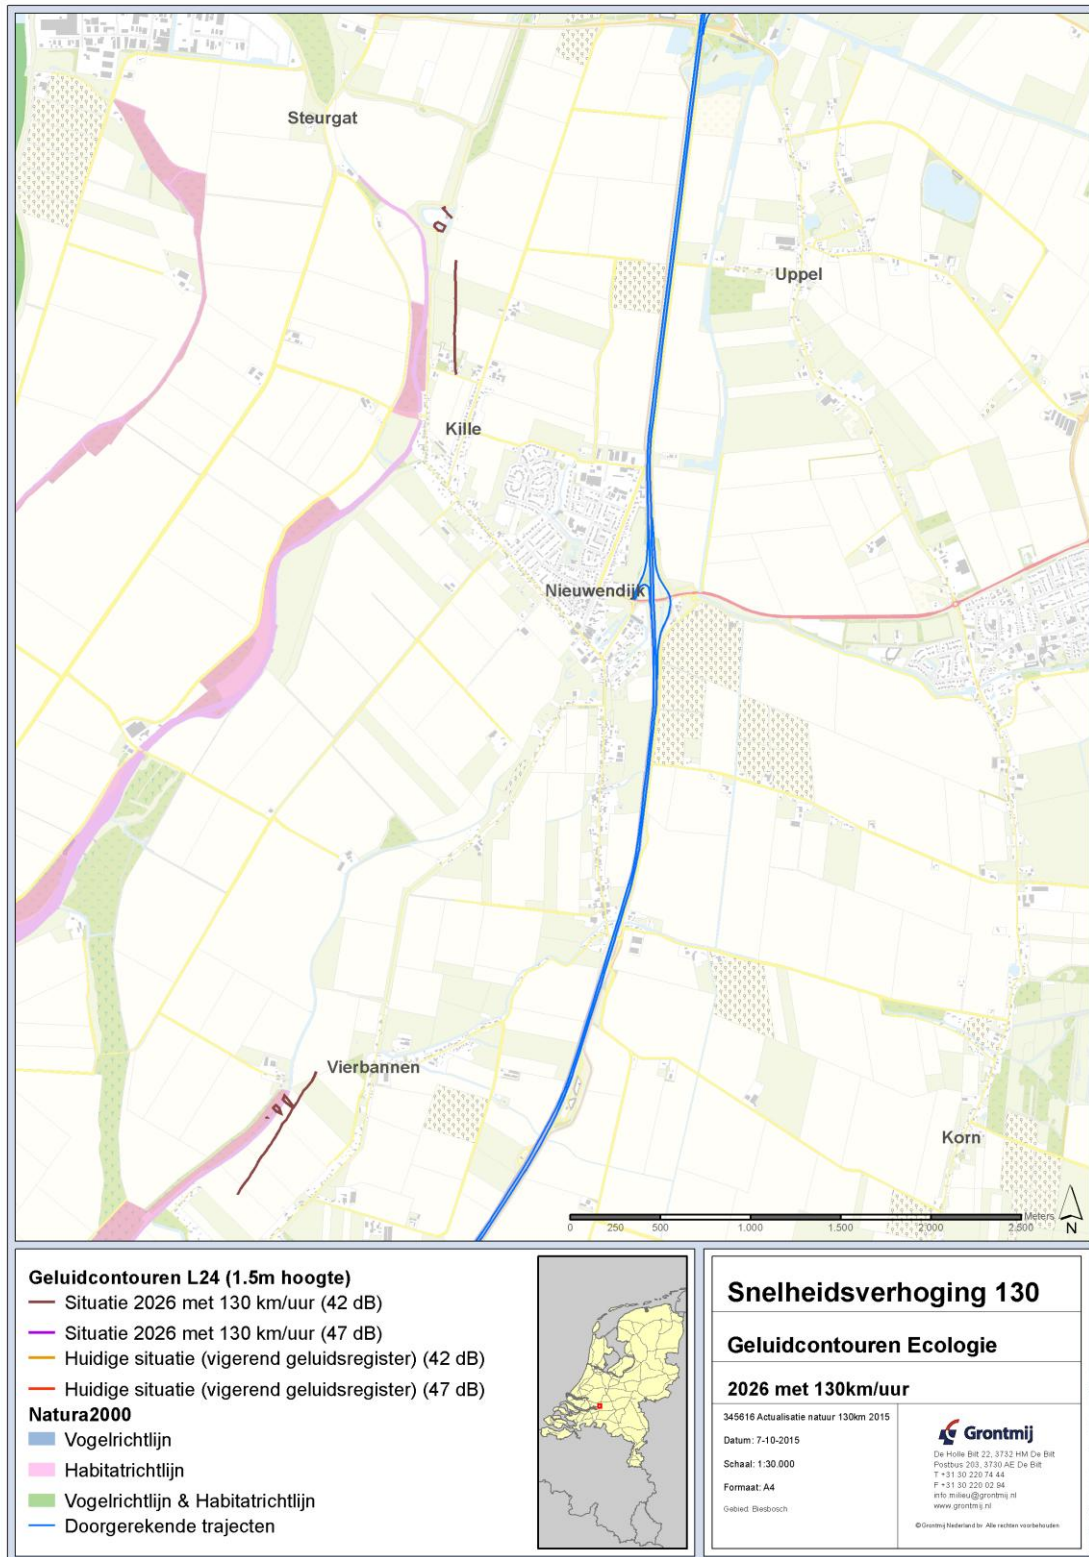 Steurgat
Uppel
Kille
Nieuwendijk
Vierbannen
Korn
Meters
0 250 500 1.000 1.500 2.000 2.500
N
Geluidcontouren L24 (1.5m hoogte)
Situatie 2026 met 130 km/uur (42 dB)
Situatie 2026 met 130 km/uur (47 dB)
Huidige situatie (vigerend geluidsregister) (42 dB)
Huidige situatie (vigerend geluidsregister) (47 dB)
Natura2000
Vogelrichtlijn
Habitatrichtlijn
Vogelrichtlijn & Habitatrichtlijn
Doorgerekende trajecten
Snelheidsverhoging 130
Geluidcontouren Ecologie
2026 met 130km/uur
345616 Actualisatie natuur 130km 2015
Datum: 7-10-2015
Schaal: 1:30.000
Formaat: A4
Gebied: Biesbosch
Grontmij
De Holle Bilt 22, 3732 HM De Bilt
Postbus 203, 3730 AE De Bilt
T +31 30 220 74 44
F +31 30 220 02 94
info.milieu@grontmij.nl
www.grontmij.nl
© Grontmij Nederland bv. Alle rechten voorbehouden.